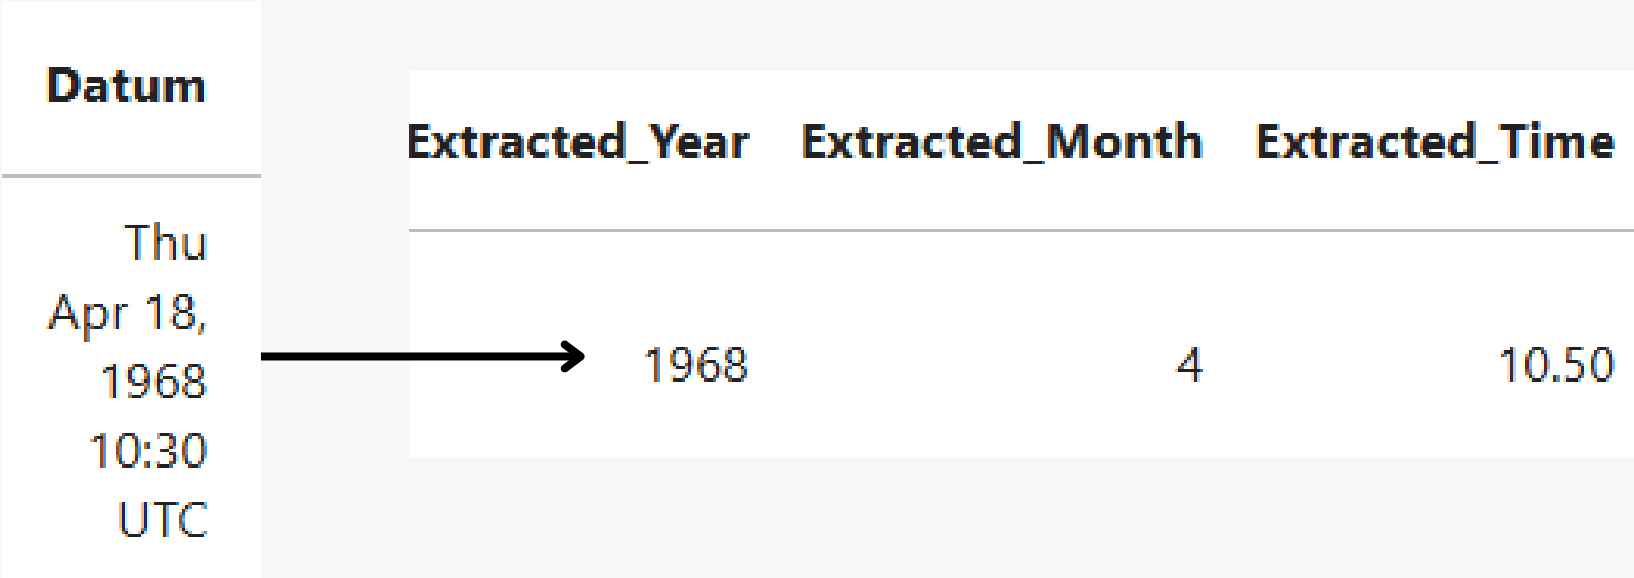 Datum
Thu
Apr 18,
1968
10:30
UTC
Extracted_Year Extracted_Month Extracted_Time
1968 4 10.50